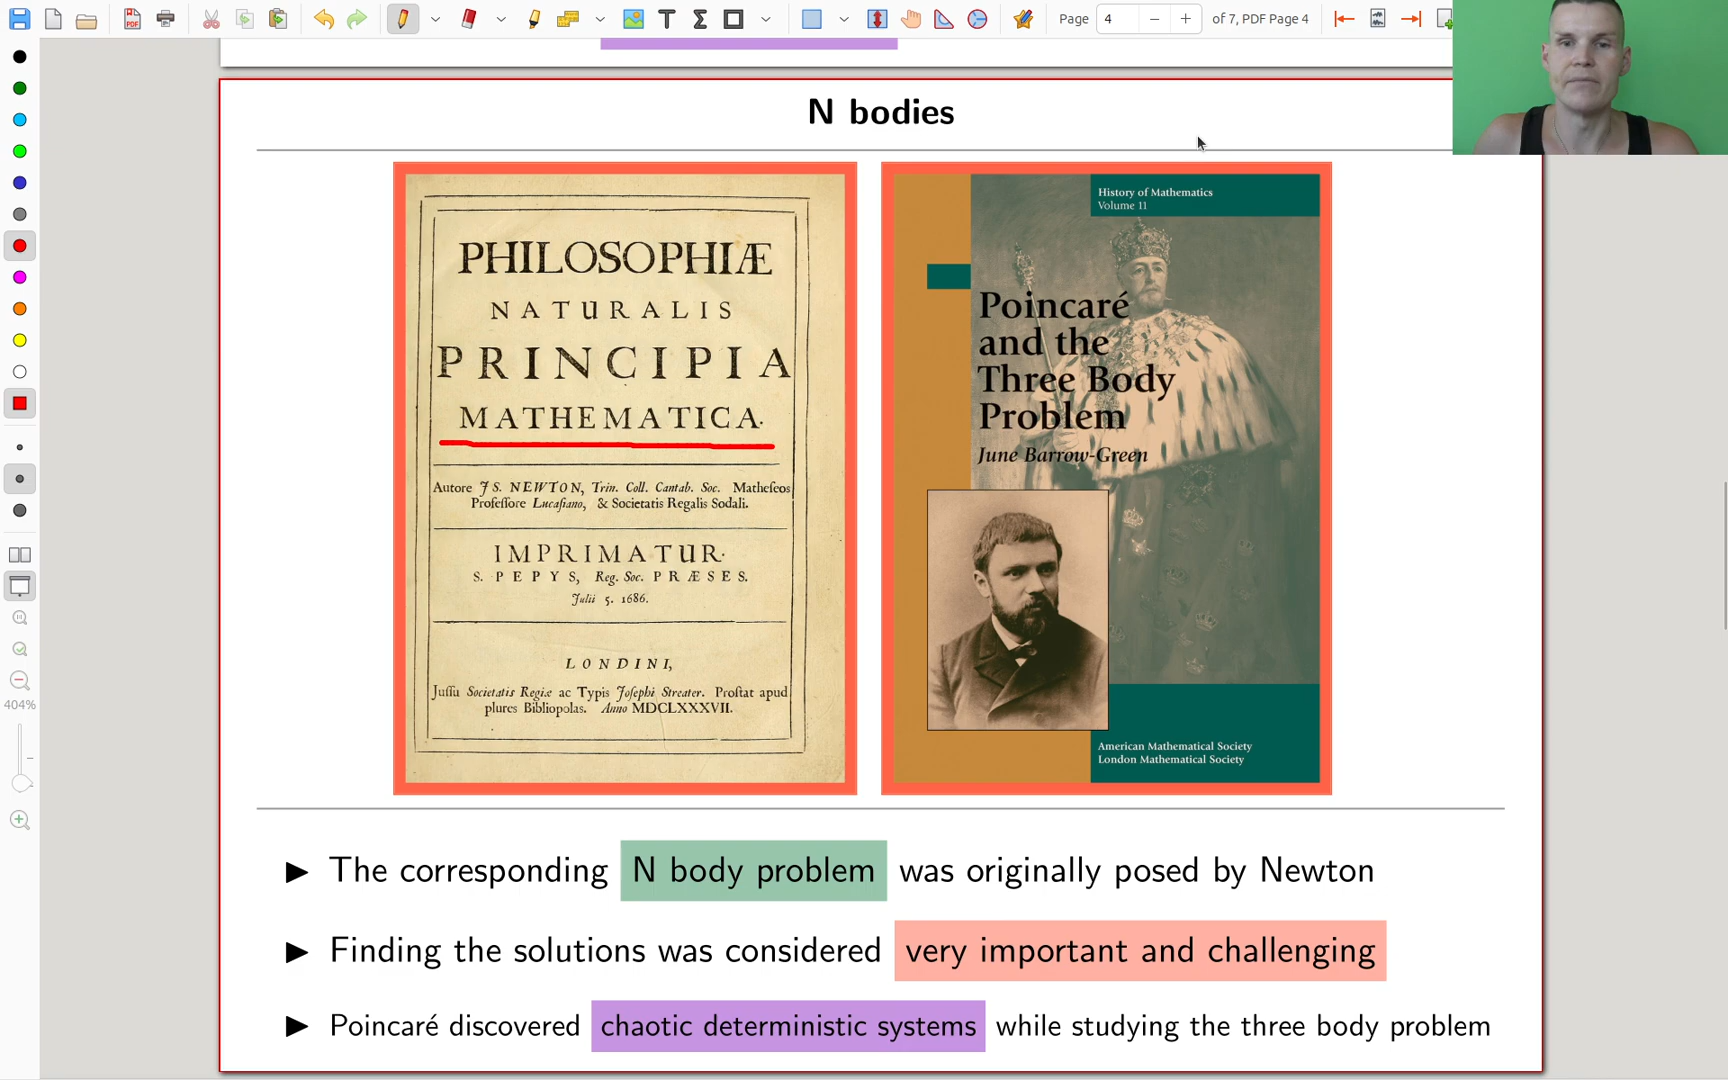 Page 4 of 7, PDF Page 4
N bodies
PHILOSOPHIÆ
NATURALIS
PRINCIPIA
MATHEMATICA.
Autore JS. NEWTON, Trin. Coll. Cantab. Soc. Matheſeos
Profeſſore Lucaſiano, & Societatis Regalis Sodali.
IMPRIMATUR.
S. PEPYS, Reg. Soc. PRÆSES.
Julii 5. 1686.
LONDINI,
Juſſu Societatis Regiæ ac Typis Joſephi Streater. Proſtat apud
plures Bibliopolas. Anno MDCLXXXVII.
History of Mathematics
Volume 11
Poincaré
and the
Three Body
Problem
June Barrow-Green
American Mathematical Society
London Mathematical Society
404%
▶ The corresponding N body problem was originally posed by Newton
▶ Finding the solutions was considered very important and challenging
▶ Poincaré discovered chaotic deterministic systems while studying the three body problem